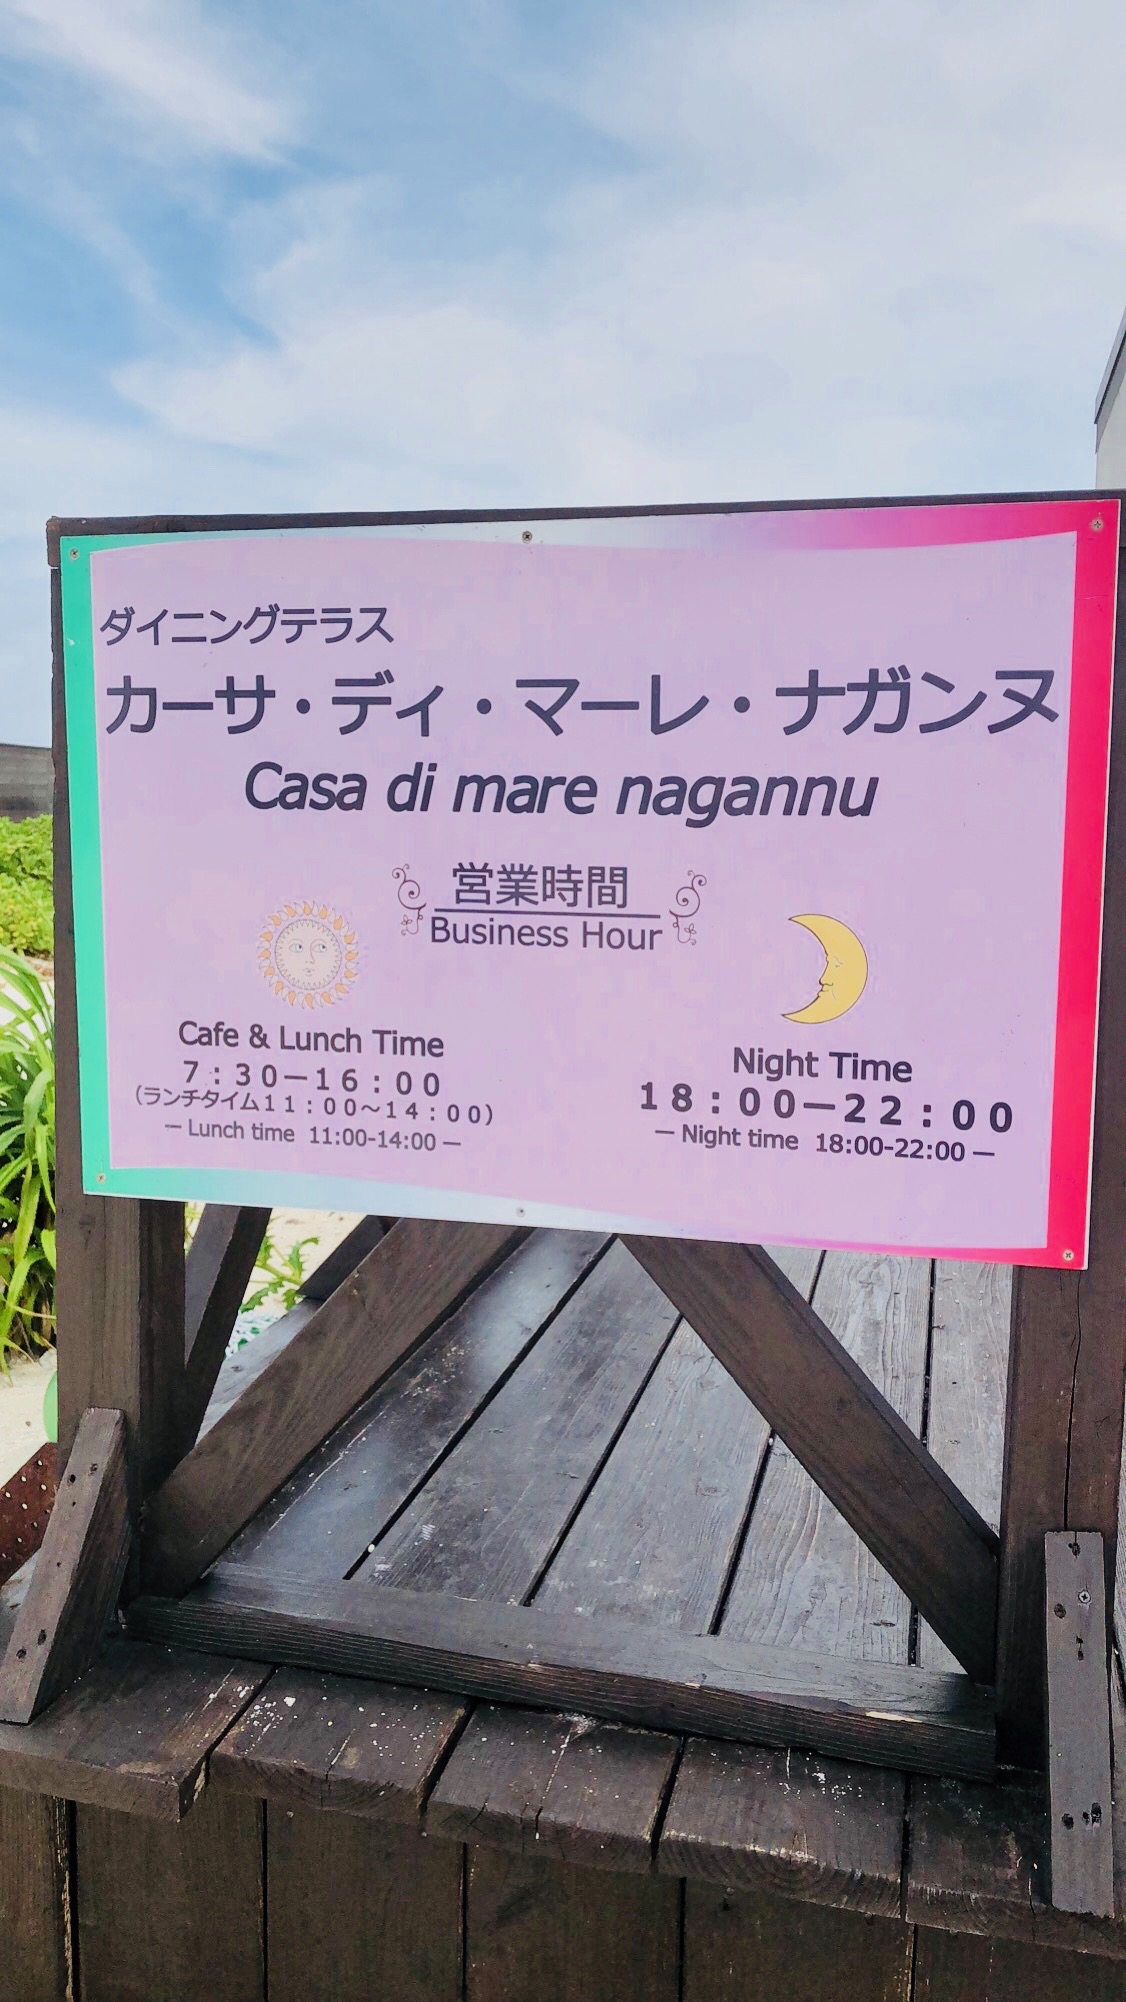 ダイニングテラス
カーサ・ディ・マーレ・ナガンヌ
Casa di mare nagannu
営業時間
Business Hour
Cafe & Lunch Time
7：30－16：00
（ランチタイム11：00～14：00）
— Lunch time 11:00-14:00 —
Night Time
18：00－22：00
— Night time 18:00-22:00 —